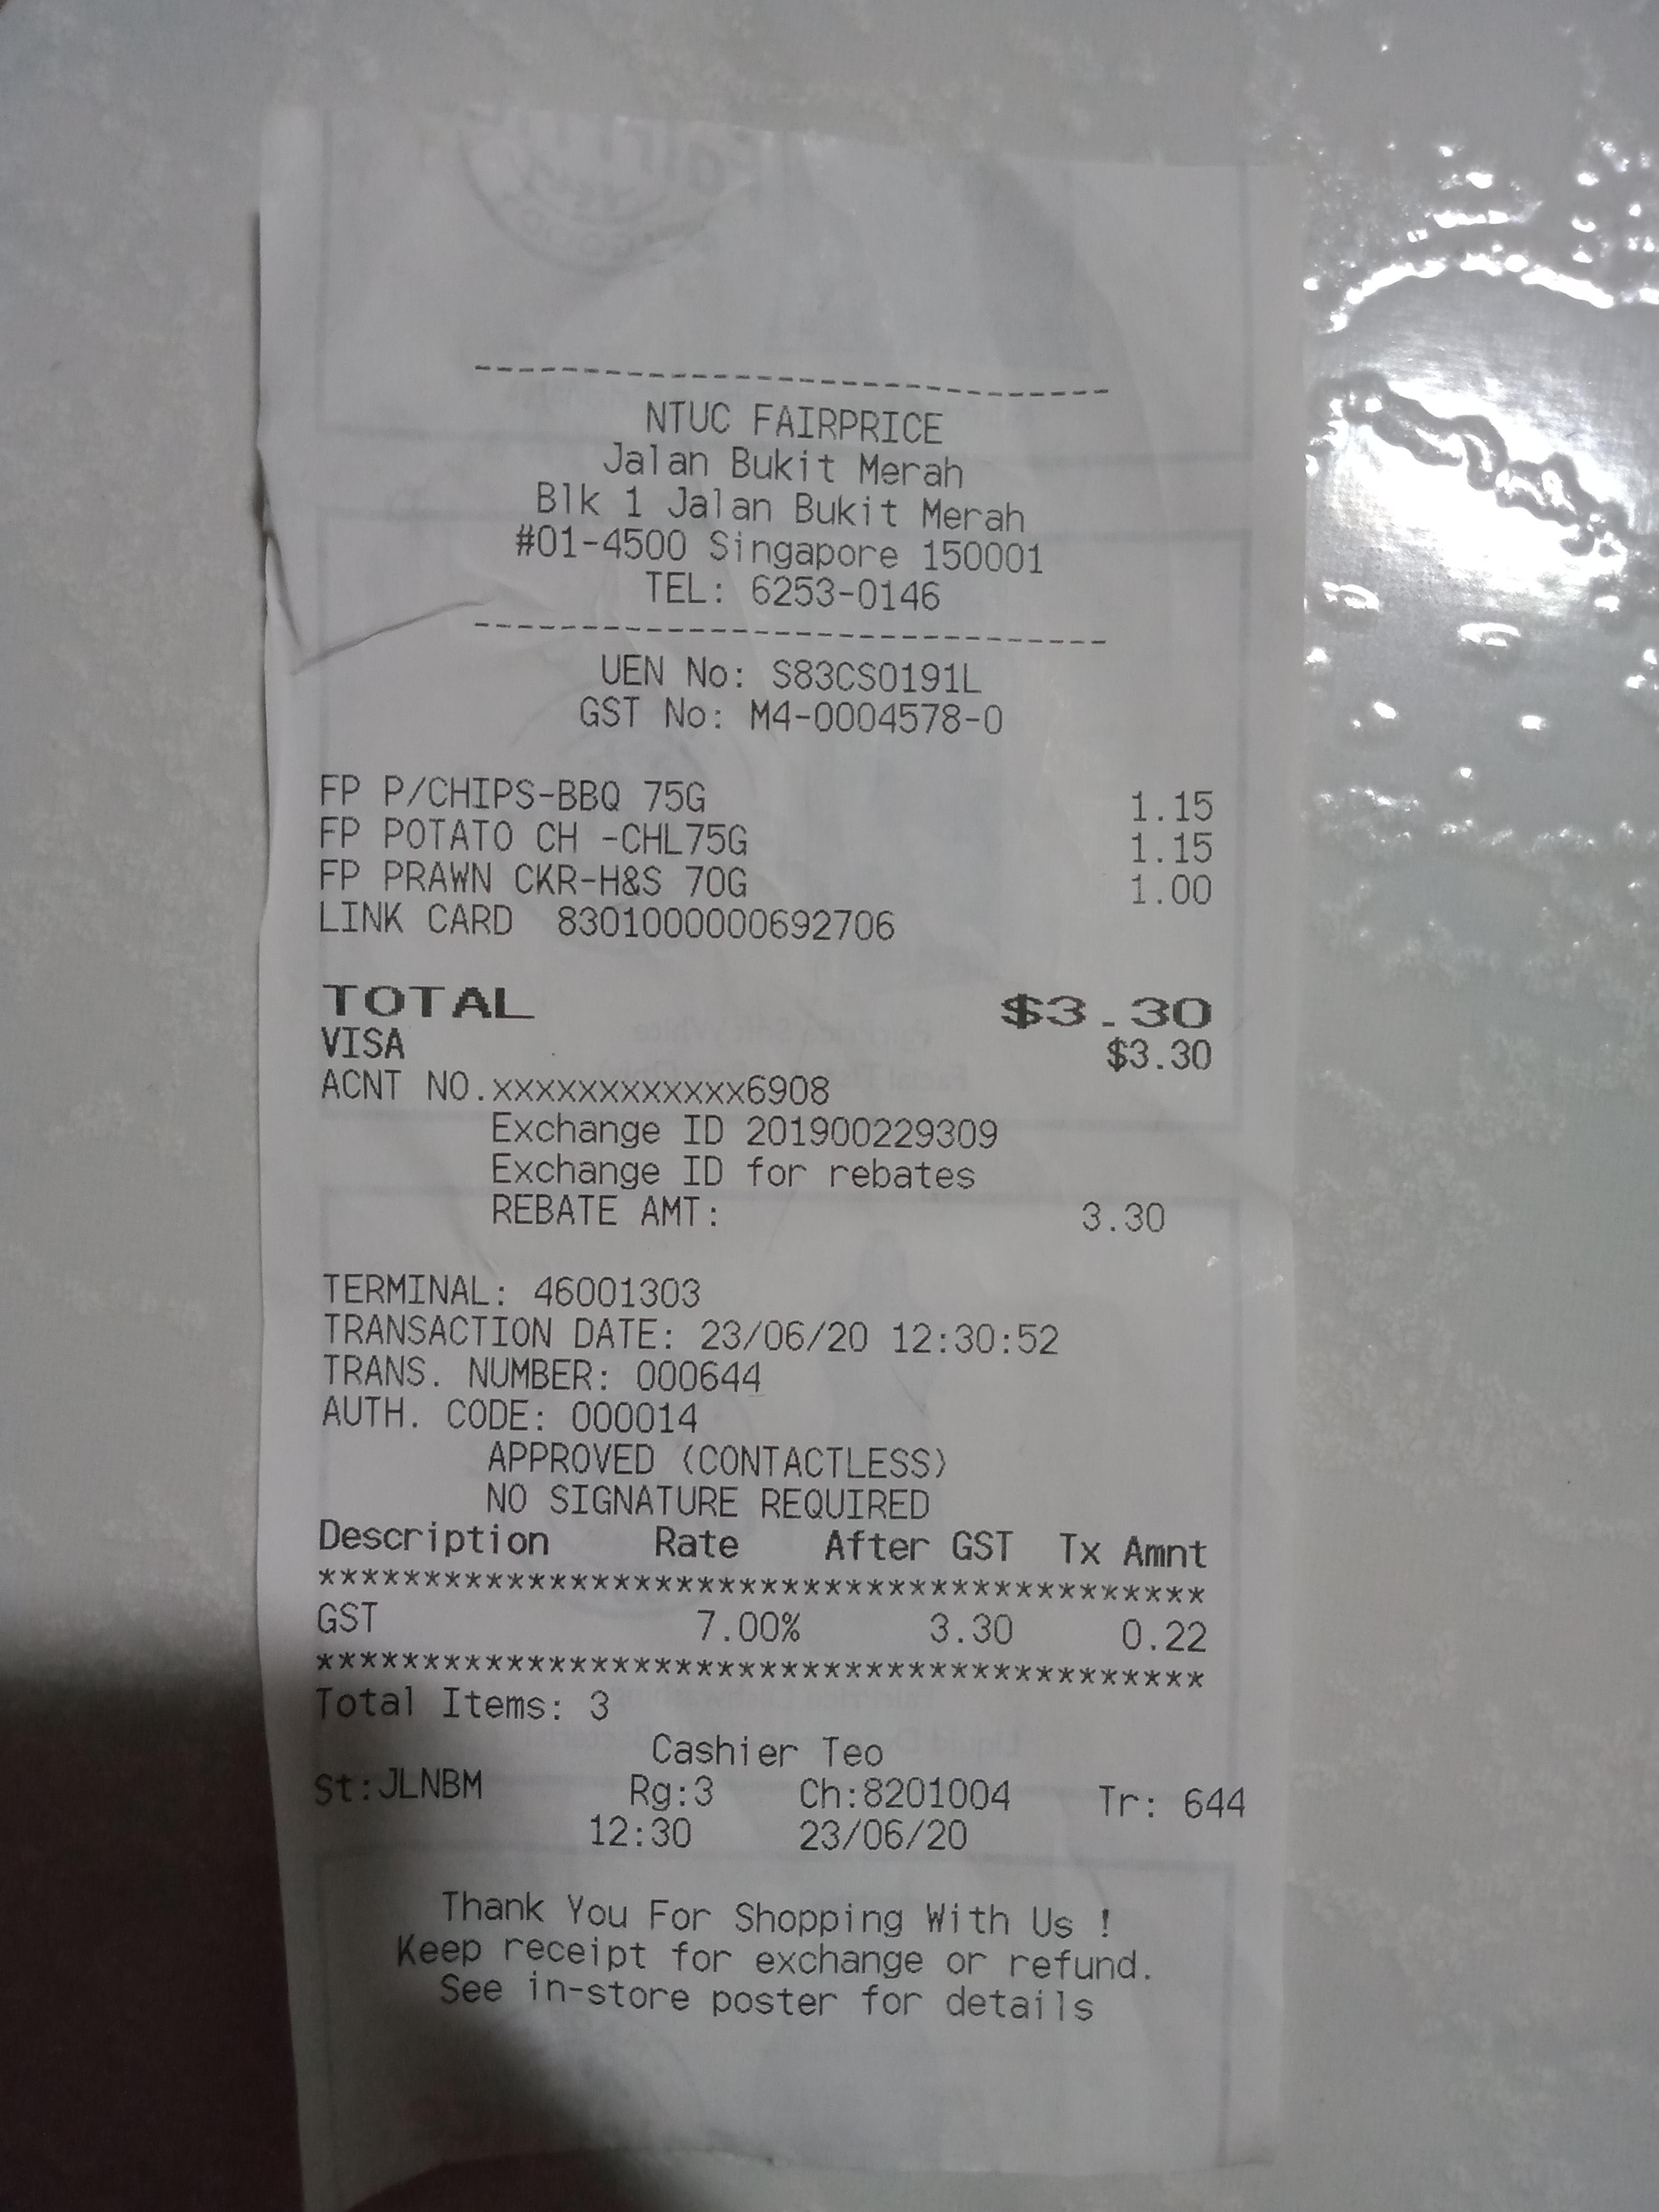 --------------------------------
NTUC FAIRPRICE
Jalan Bukit Merah
Blk 1 Jalan Bukit Merah
#01-4500 Singapore 150001
TEL: 6253-0146
--------------------------------
UEN No: S83CS0191L
GST No: M4-0004578-0
FP P/CHIPS-BBQ 75G 1.15
FP POTATO CH -CHL75G 1.15
FP PRAWN CKR-H&S 70G 1.00
LINK CARD 8301000000692706
TOTAL $3.30
VISA $3.30
ACNT NO.xxxxxxxxxxxx6908
Exchange ID 201900229309
Exchange ID for rebates
REBATE AMT: 3.30
TERMINAL: 46001303
TRANSACTION DATE: 23/06/20 12:30:52
TRANS. NUMBER: 000644
AUTH. CODE: 000014
APPROVED (CONTACTLESS)
NO SIGNATURE REQUIRED
Description Rate After GST Tx Amnt
******************************************
GST 7.00% 3.30 0.22
******************************************
Total Items: 3
Cashier Teo
St:JLNBM Rg:3 Ch:8201004 Tr: 644
12:30 23/06/20
Thank You For Shopping With Us !
Keep receipt for exchange or refund.
See in-store poster for details